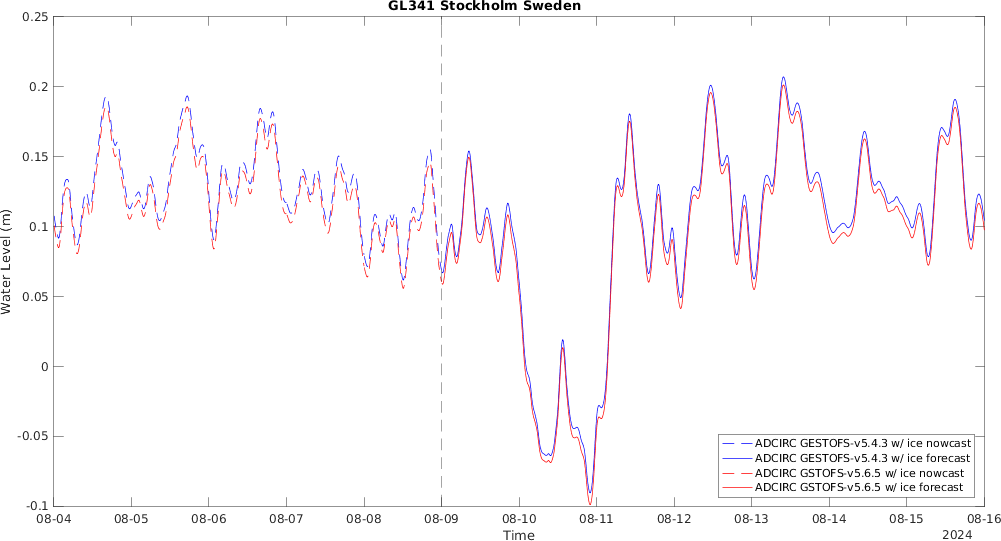 GL341 Stockholm Sweden
0.25
0.2
0.15
0.1
0.05
0
-0.05
-0.1
Water Level (m)
08-04 08-05 08-06 08-07 08-08 08-09 08-10 08-11 08-12 08-13 08-14 08-15 08-16
Time
2024
ADCIRC GESTOFS-v5.4.3 w/ ice nowcast
ADCIRC GESTOFS-v5.4.3 w/ ice forecast
ADCIRC GSTOFS-v5.6.5 w/ ice nowcast
ADCIRC GSTOFS-v5.6.5 w/ ice forecast